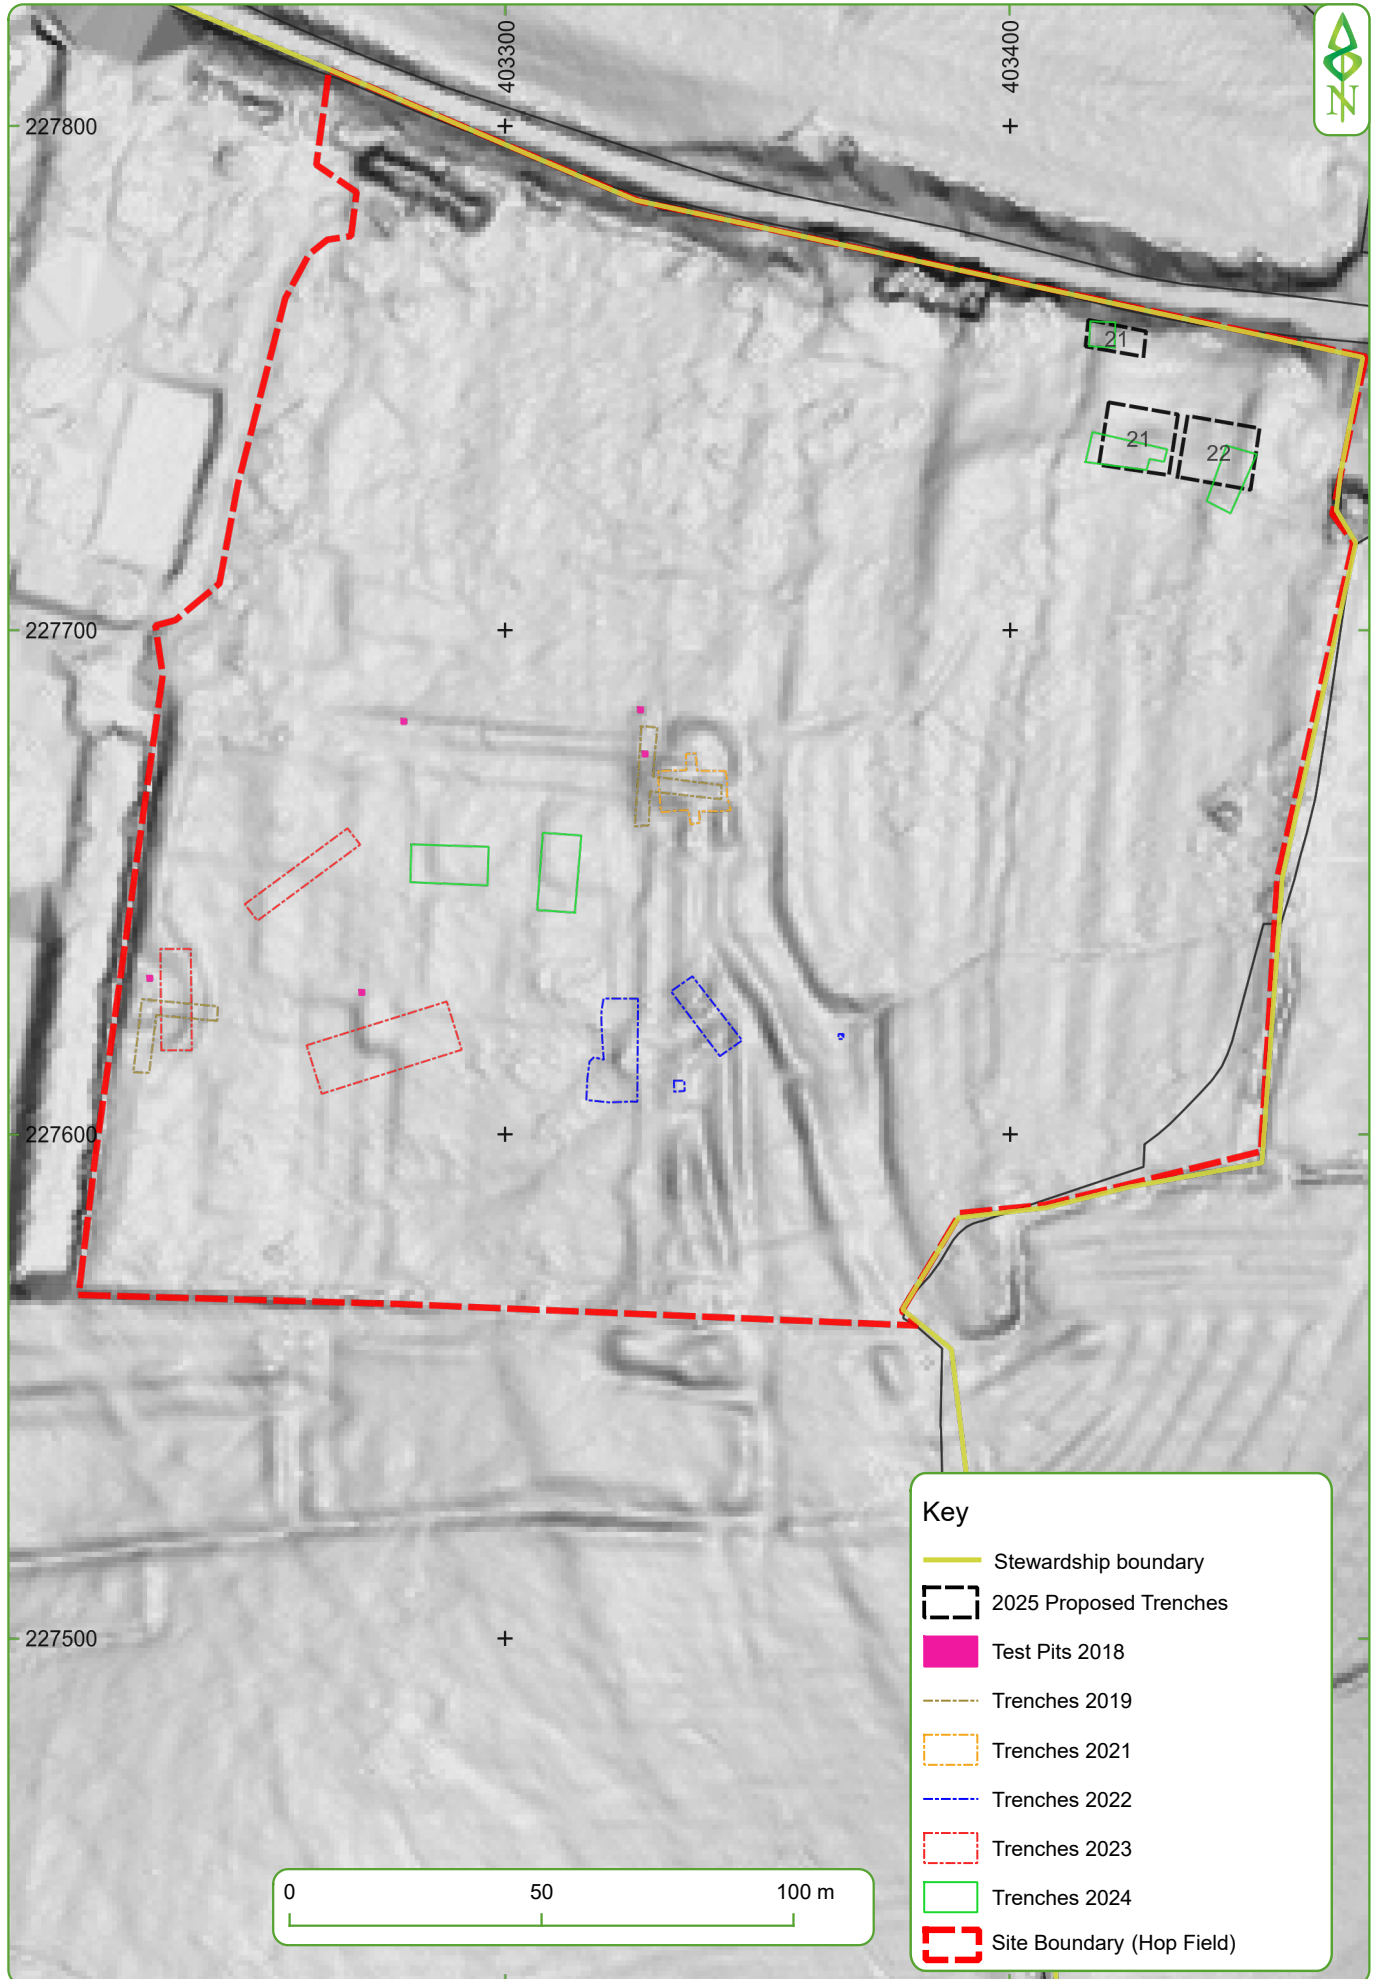 403300
403400
N
227800
21
21
22
227700
227600
227500
Key
Stewardship boundary
2025 Proposed Trenches
Test Pits 2018
Trenches 2019
Trenches 2021
Trenches 2022
Trenches 2023
Trenches 2024
Site Boundary (Hop Field)
0 50 100 m